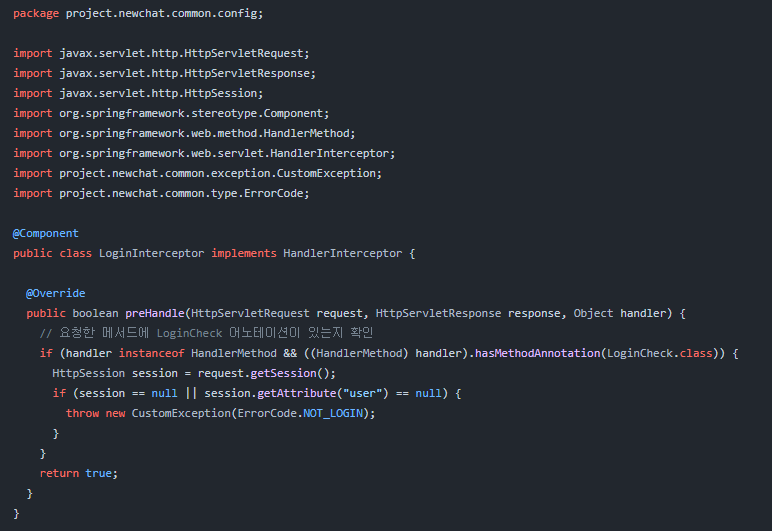 package project.newchat.common.config;
import javax.servlet.http.HttpServletRequest;
import javax.servlet.http.HttpServletResponse;
import javax.servlet.http.HttpSession;
import org.springframework.stereotype.Component;
import org.springframework.web.method.HandlerMethod;
import org.springframework.web.servlet.HandlerInterceptor;
import project.newchat.common.exception.CustomException;
import project.newchat.common.type.ErrorCode;
@Component
public class LoginInterceptor implements HandlerInterceptor {
@Override
public boolean preHandle(HttpServletRequest request, HttpServletResponse response, Object handler) {
// 요청한 메서드에 LoginCheck 어노테이션이 있는지 확인
if (handler instanceof HandlerMethod && ((HandlerMethod) handler).hasMethodAnnotation(LoginCheck.class)) {
HttpSession session = request.getSession();
if (session == null || session.getAttribute("user") == null) {
throw new CustomException(ErrorCode.NOT_LOGIN);
}
}
return true;
}
}